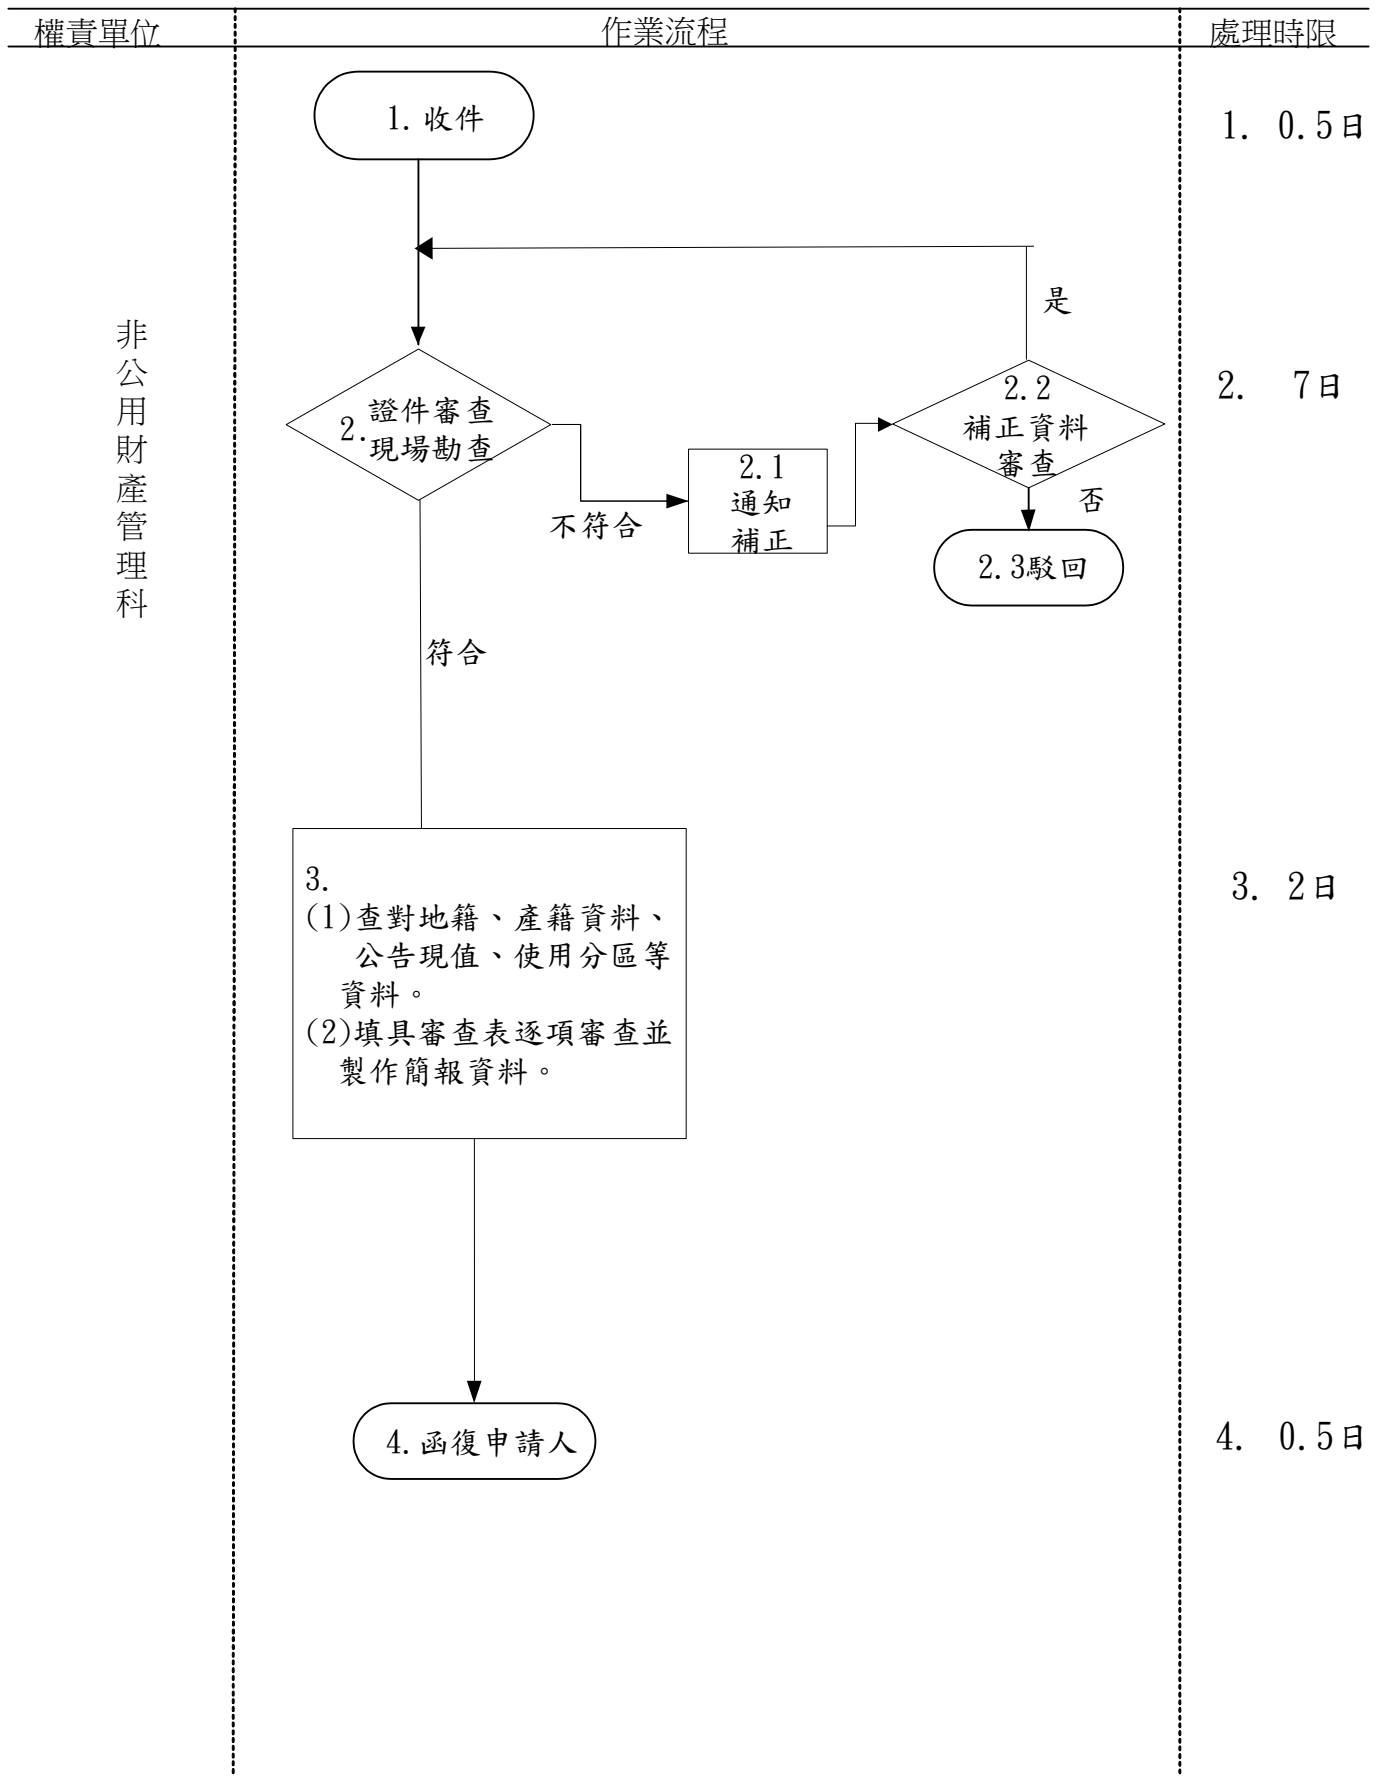 權責單位
作業流程
處理時限
1. 收件
1. 0.5日
是
非公用財產管理科
2. 證件審查
現場勘查
不符合
2.1
通知
補正
2.2
補正資料
審查
否
2.3駁回
2. 7日
符合
3.
(1)查對地籍、產籍資料、
公告現值、使用分區等
資料。
(2)填具審查表逐項審查並
製作簡報資料。
3. 2日
4. 函復申請人
4. 0.5日